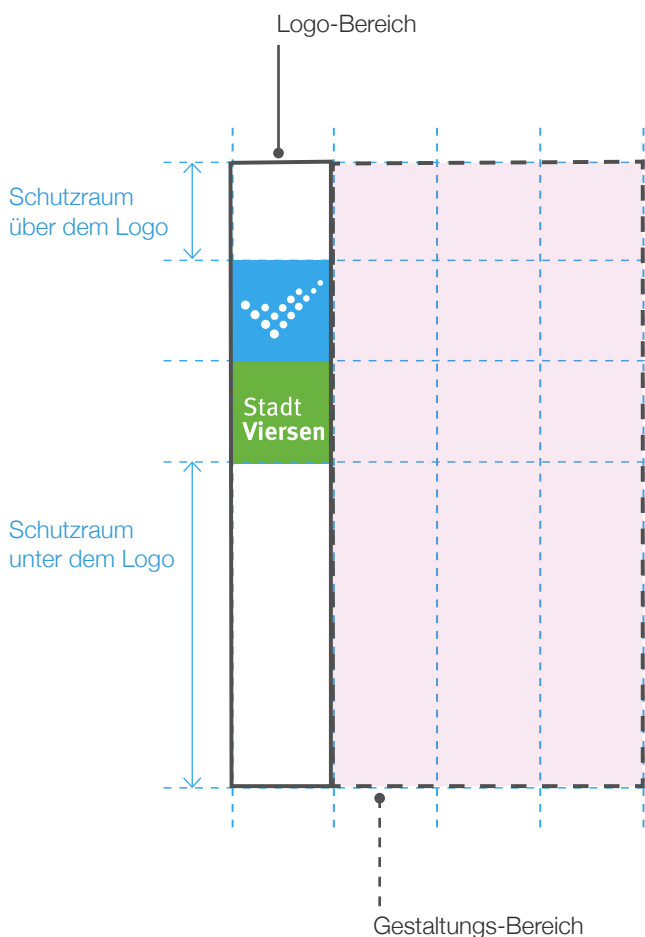 Logo-Bereich
Schutzraum
über dem Logo
Stadt
Viersen
Schutzraum
unter dem Logo
Gestaltungs-Bereich